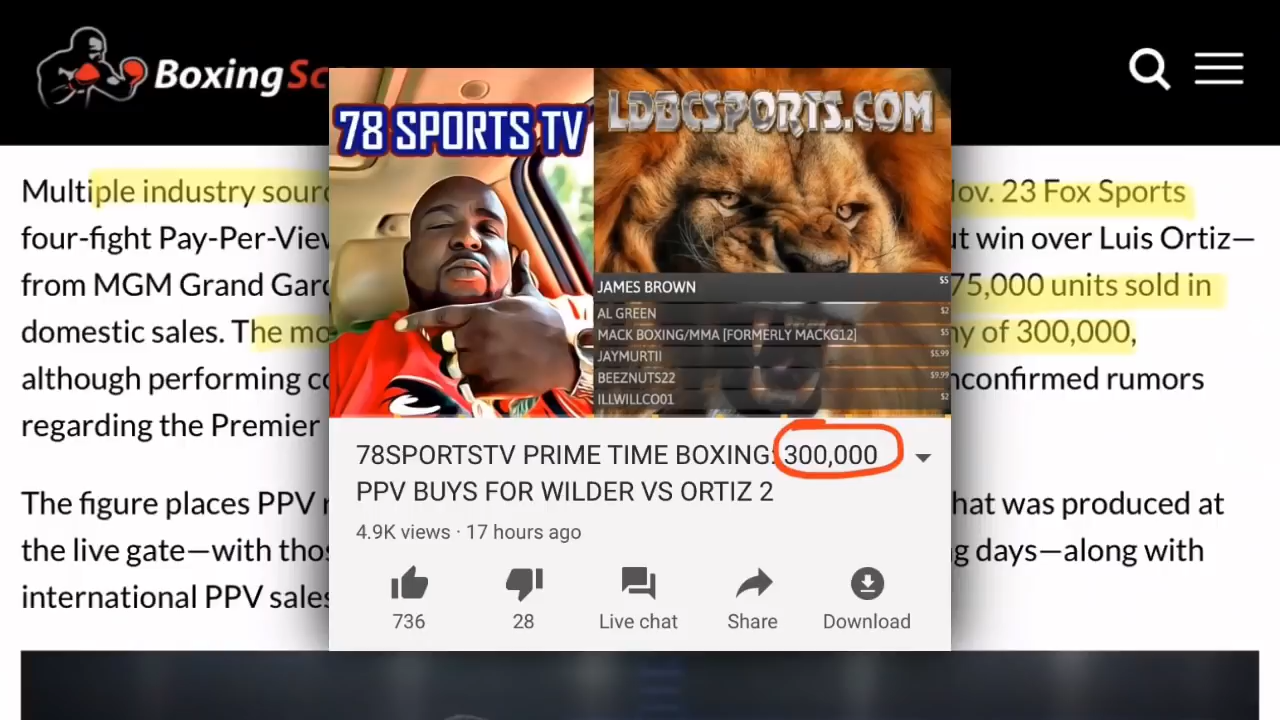 BoxingSc
78 SPORTS TV
LDBCSPORTS.COM
JAMES BROWN $5
AL GREEN $2
MACK BOXING/MMA [FORMERLY MACKG12] $5
JAYMURTII $5.99
BEEZNUTS22 $9.99
ILLWILLCO01 $2
78SPORTSTV PRIME TIME BOXING: 300,000
PPV BUYS FOR WILDER VS ORTIZ 2
4.9K views · 17 hours ago
736
28
Live chat
Share
Download
Multiple industry sour
Nov. 23 Fox Sports
four-fight Pay-Per-View
win over Luis Ortiz—
from MGM Grand Gar
75,000 units sold in
domestic sales. The mo
of 300,000,
although performing co
nconfirmed rumors
regarding the Premier
The figure places PPV
that was produced at
the live gate—with tho
days—along with
international PPV sales